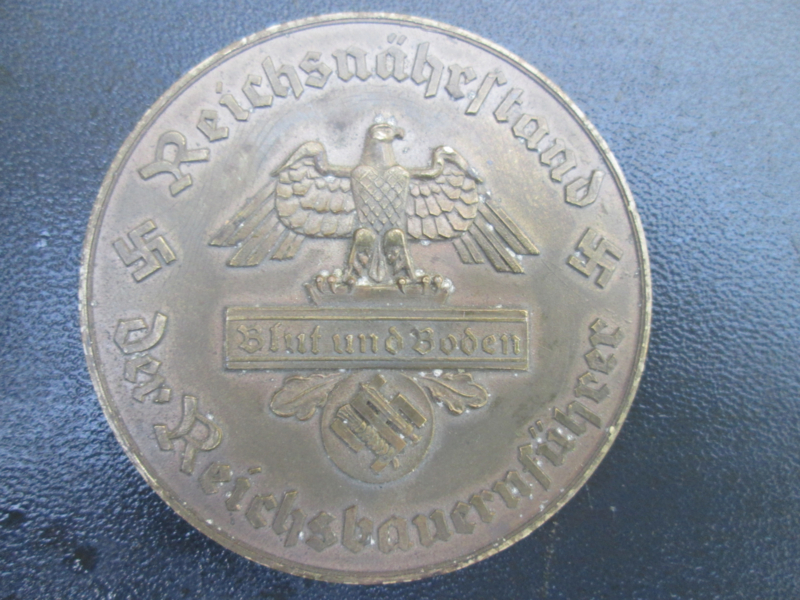 Reichsnährstand
Blut und Boden
der Reichsbauernführer